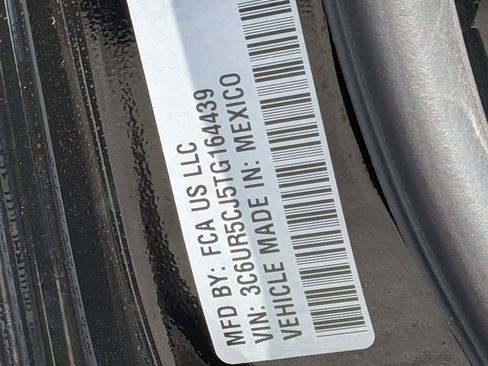 MFD BY: FCA US LLC
VIN: 3C6UR5CJ5TG164439
VEHICLE MADE IN: MEXICO